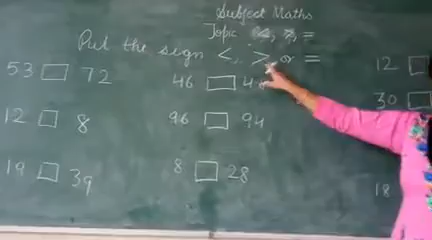 Subject Maths
Topic <, >, =
Put the sign <, > or =
53 □ 72 46 □ 12 □
12 □ 8 96 □ 94 30 □
19 □ 39 8 □ 28 18